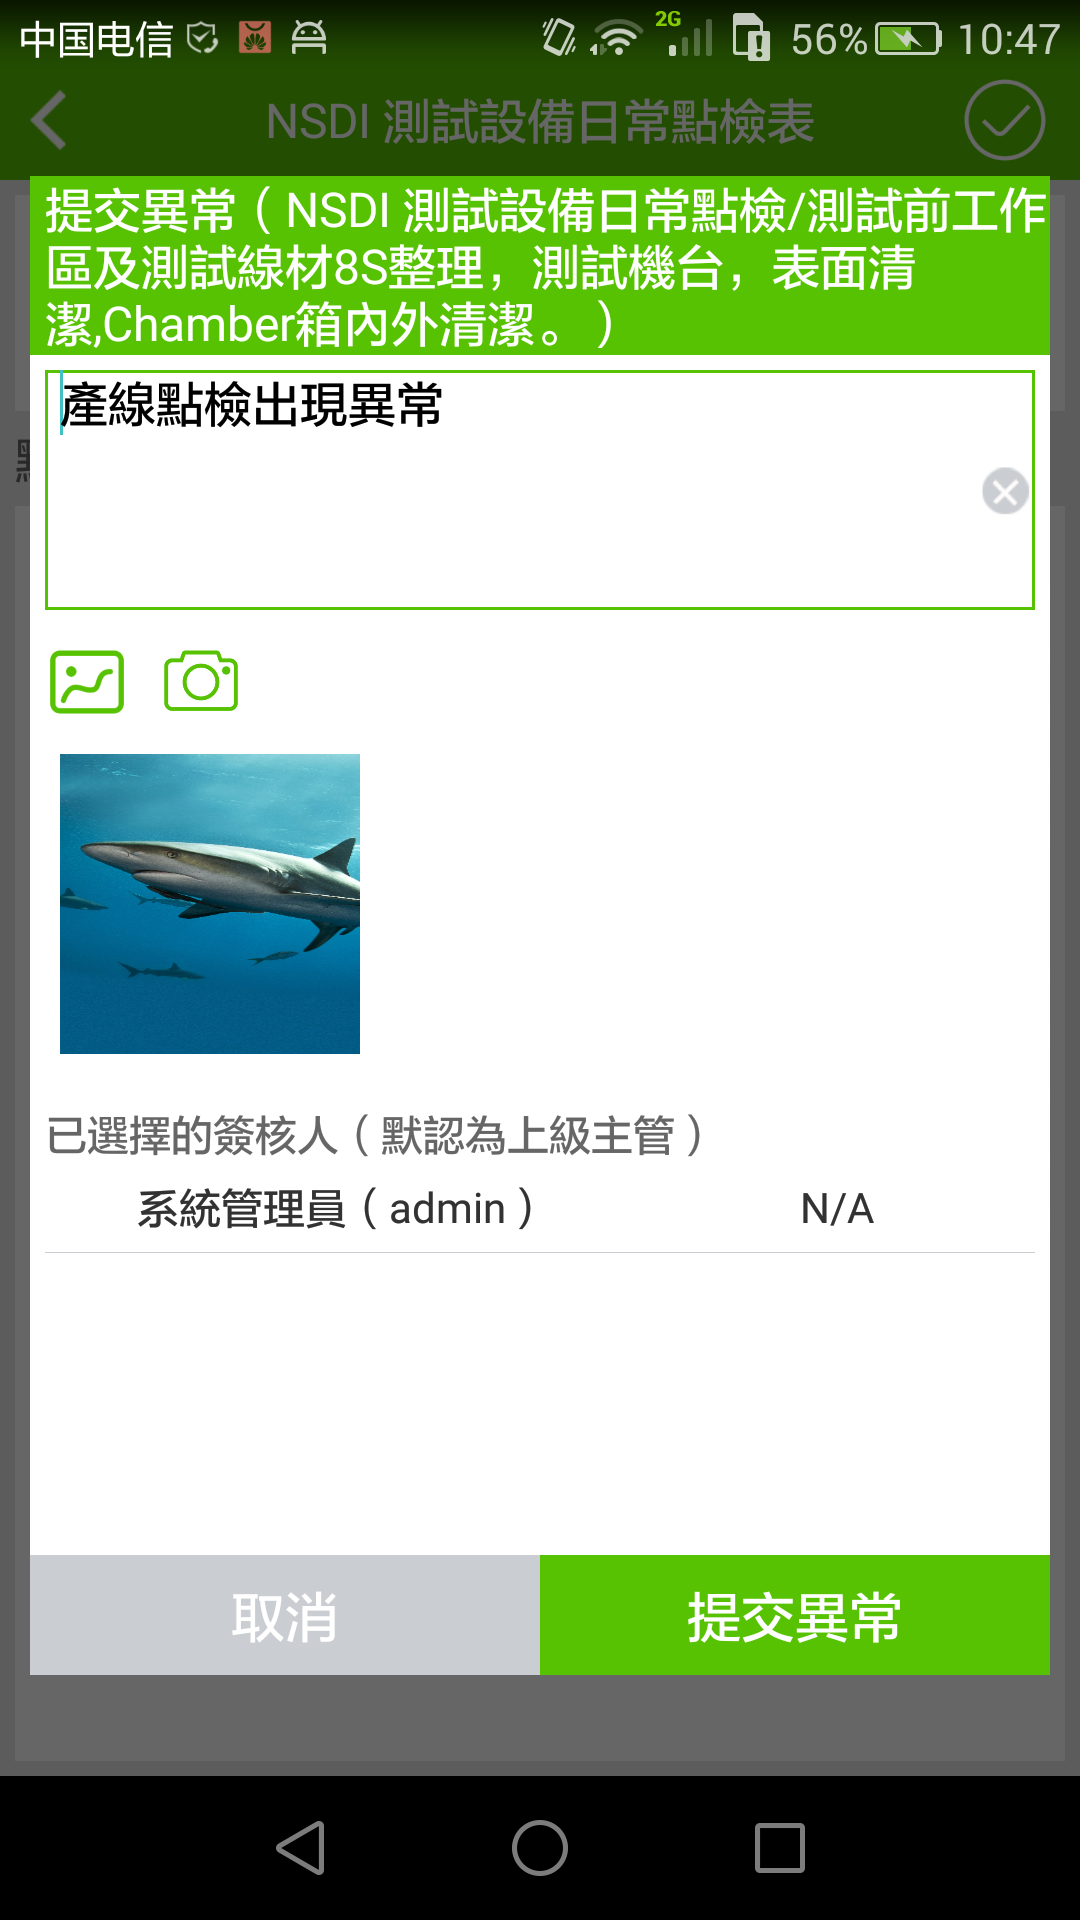 中国电信 2G 56% 10:47
NSDI 測試設備日常點檢表
提交異常（NSDI 測試設備日常點檢/測試前工作
區及測試線材8S整理，測試機台，表面清
潔,Chamber箱內外清潔。）
產線點檢出現異常
已選擇的簽核人（默認為上級主管）
系統管理員（admin） N/A
取消 提交異常